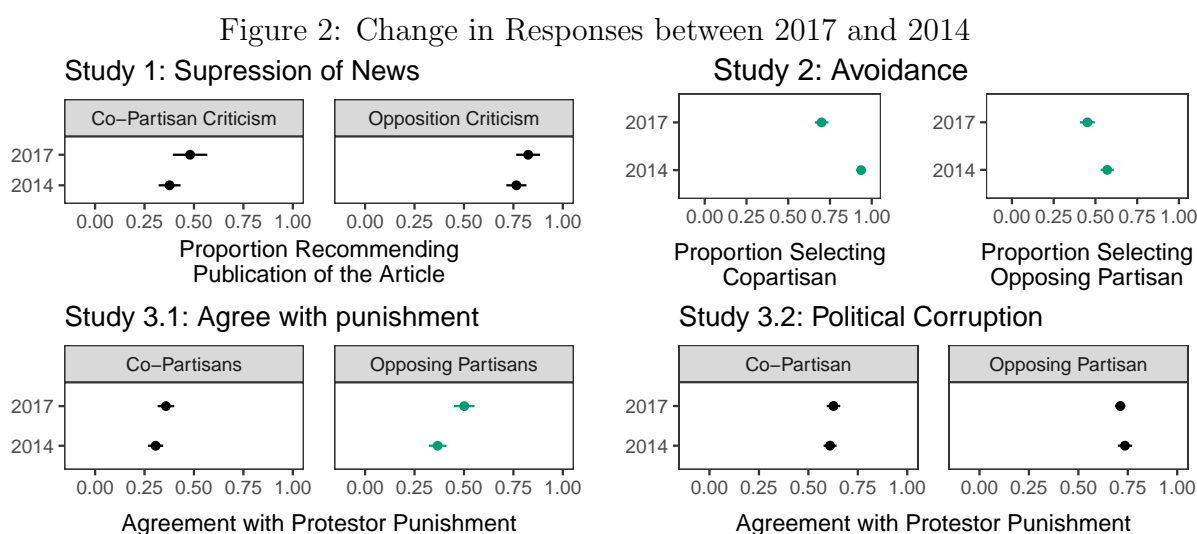 Figure 2: Change in Responses between 2017 and 2014
Study 1: Supression of News
Co−Partisan Criticism
Opposition Criticism
2017
2014
0.00 0.25 0.50 0.75 1.00
0.00 0.25 0.50 0.75 1.00
Proportion Recommending
Publication of the Article
Study 2: Avoidance
2017
2014
0.00 0.25 0.50 0.75 1.00
Proportion Selecting
Copartisan
2017
2014
0.00 0.25 0.50 0.75 1.00
Proportion Selecting
Opposing Partisan
Study 3.1: Agree with punishment
Co−Partisans
Opposing Partisans
2017
2014
0.00 0.25 0.50 0.75 1.00
0.00 0.25 0.50 0.75 1.00
Agreement with Protestor Punishment
Study 3.2: Political Corruption
Co−Partisan
Opposing Partisan
2017
2014
0.00 0.25 0.50 0.75 1.00
0.00 0.25 0.50 0.75 1.00
Agreement with Protestor Punishment